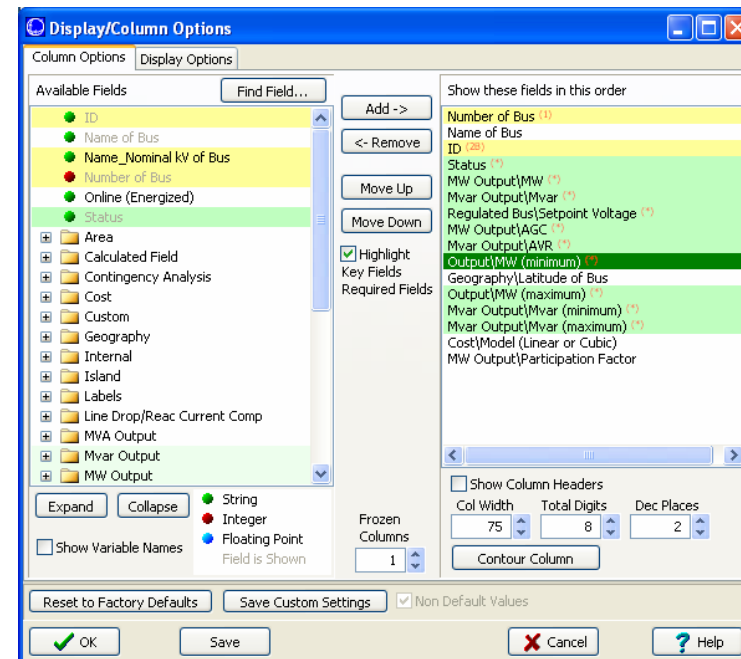 Display/Column Options
Column Options
Display Options
Available Fields
Find Field...
ID
Name of Bus
Name_Nominal kV of Bus
Number of Bus
Online (Energized)
Status
Area
Calculated Field
Contingency Analysis
Cost
Custom
Geography
Internal
Island
Labels
Line Drop/Reac Current Comp
MVA Output
Mvar Output
MW Output
Expand
Collapse
Show Variable Names
String
Integer
Floating Point
Field is Shown
Add ->
<- Remove
Move Up
Move Down
Highlight
Key Fields
Required Fields
Frozen
Columns
1
Show these fields in this order
Number of Bus (1)
Name of Bus
ID (2B)
Status (*)
MW Output\MW (*)
Mvar Output\Mvar (*)
Regulated Bus\Setpoint Voltage (*)
MW Output\AGC (*)
Mvar Output\AVR (*)
Output\MW (minimum) (*)
Geography\Latitude of Bus
Output\MW (maximum) (*)
Mvar Output\Mvar (minimum) (*)
Mvar Output\Mvar (maximum) (*)
Cost\Model (Linear or Cubic)
MW Output\Participation Factor
Show Column Headers
Col Width Total Digits Dec Places
75 8 2
Contour Column
Reset to Factory Defaults
Save Custom Settings
Non Default Values
OK
Save
Cancel
? Help